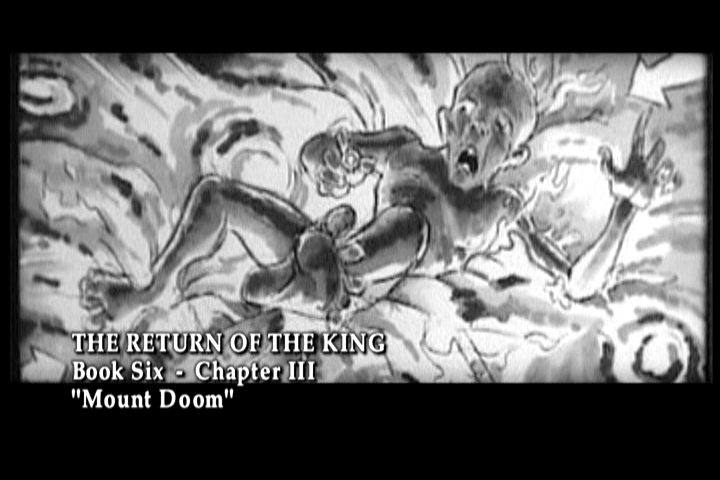 THE RETURN OF THE KING
Book Six - Chapter III
"Mount Doom"